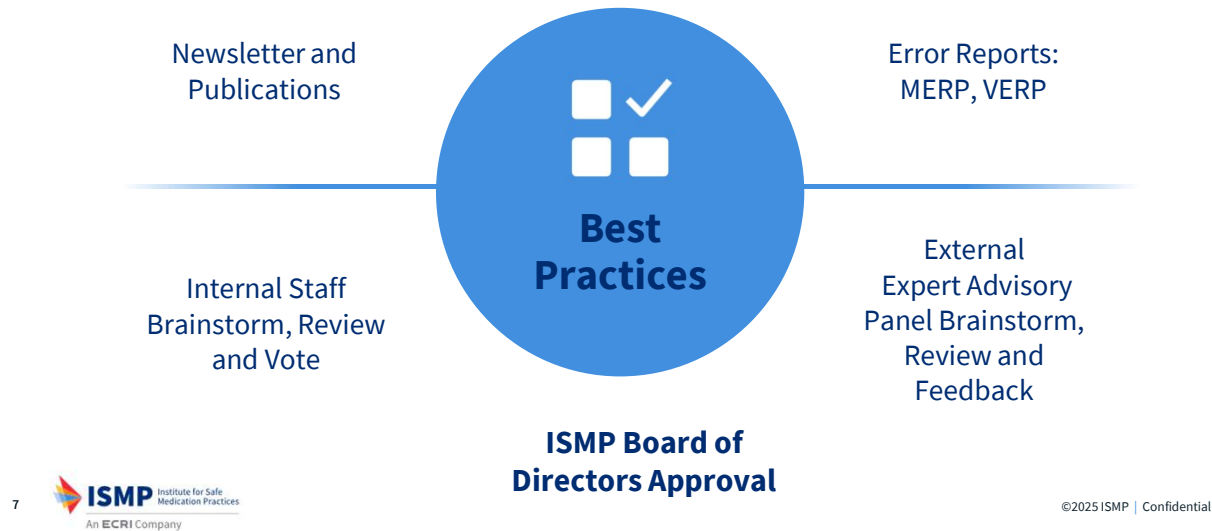 Newsletter and
Publications
Error Reports:
MERP, VERP
Best
Practices
Internal Staff
Brainstorm, Review
and Vote
External
Expert Advisory
Panel Brainstorm,
Review and
Feedback
ISMP Board of
Directors Approval
7
ISMP Institute for Safe
Medication Practices
An ECRI Company
©2025 ISMP | Confidential